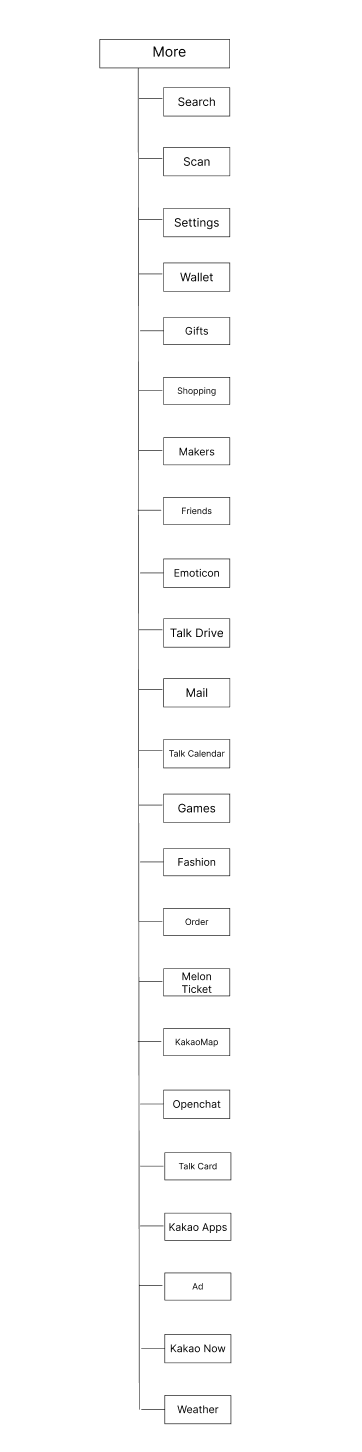 More
Search
Scan
Settings
Wallet
Gifts
Shopping
Makers
Friends
Emoticon
Talk Drive
Mail
Talk Calendar
Games
Fashion
Order
Melon
Ticket
KakaoMap
Openchat
Talk Card
Kakao Apps
Ad
Kakao Now
Weather